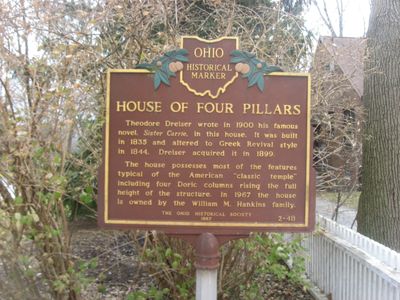 OHIO
HISTORICAL
MARKER
HOUSE OF FOUR PILLARS
Theodore Dreiser wrote in 1900 his famous
novel, Sister Carrie, in this house. It was built
in 1835 and altered to Greek Revival style
in 1844. Dreiser acquired it in 1899.
The house possesses most of the features
typical of the American "classic temple"
including four Doric columns rising the full
height of the structure. In 1967 the house
is owned by the William M. Hankins family.
THE OHIO HISTORICAL SOCIETY
1967
2-48